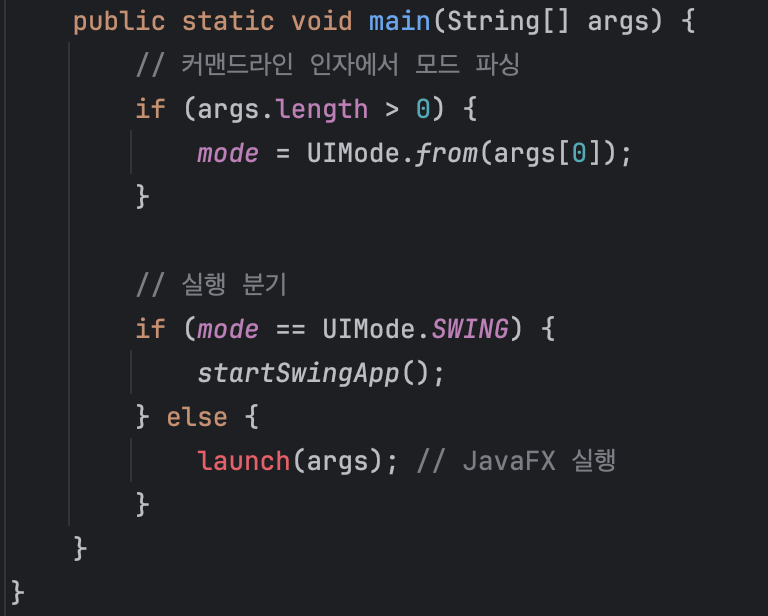 public static void main(String[] args) {
// 커맨드라인 인자에서 모드 파싱
if (args.length > 0) {
mode = UIMode.from(args[0]);
}
// 실행 분기
if (mode == UIMode.SWING) {
startSwingApp();
} else {
launch(args); // JavaFX 실행
}
}
}